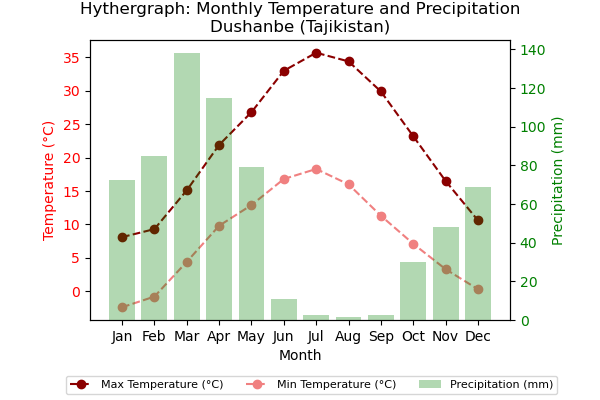 Hythergraph: Monthly Temperature and Precipitation
Dushanbe (Tajikistan)
Temperature (°C)
35
30
25
20
15
10
5
0
140
120
100
80
60
40
20
0
Precipitation (mm)
Jan Feb Mar Apr May Jun Jul Aug Sep Oct Nov Dec
Month
Max Temperature (°C) Min Temperature (°C) Precipitation (mm)